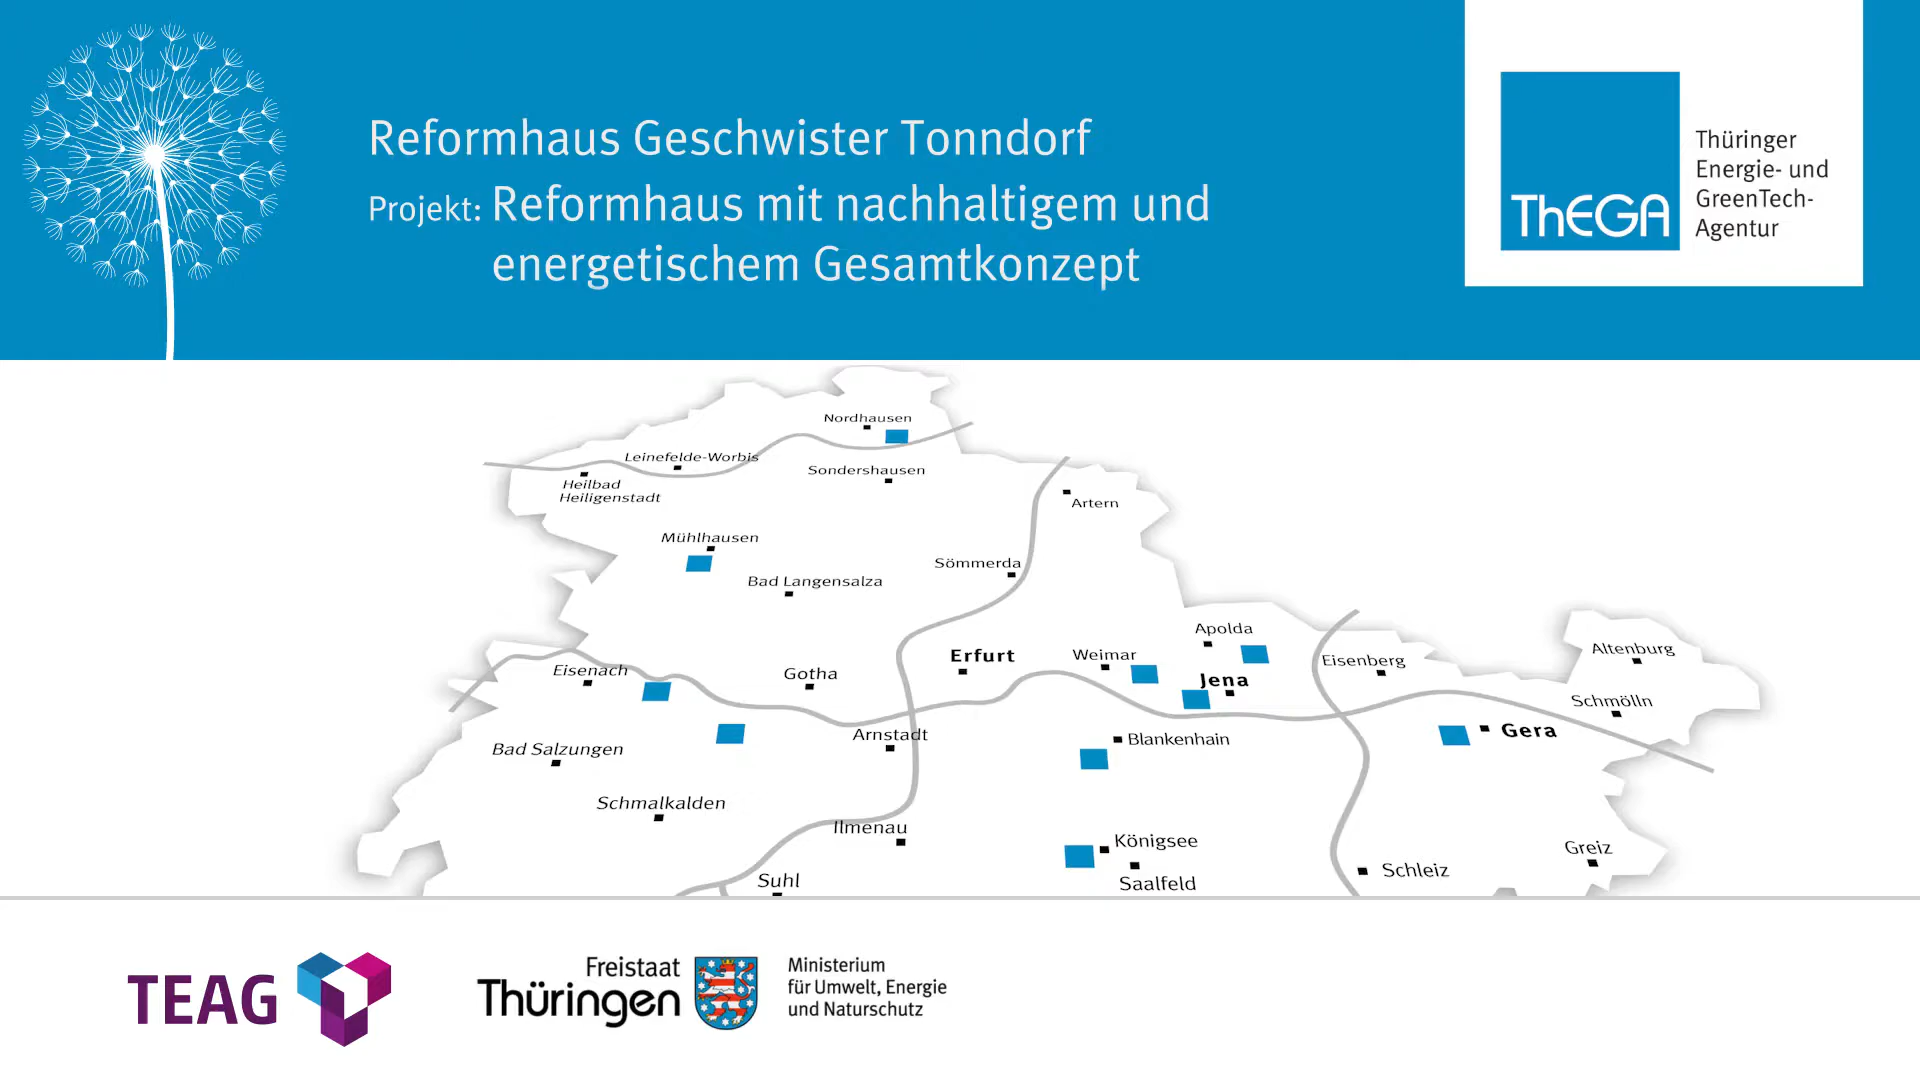 Reformhaus Geschwister Tonndorf
Projekt: Reformhaus mit nachhaltigem und
energetischem Gesamtkonzept
ThEGA
Thüringer
Energie- und
GreenTech-
Agentur
Nordhausen
Leinefelde-Worbis
Sondershausen
Heilbad
Heiligenstadt
Artern
Mühlhausen
Sömmerda
Bad Langensalza
Apolda
Altenburg
Erfurt
Weimar
Eisenberg
Eisenach
Gotha
Jena
Schmölln
Gera
Arnstadt
Blankenhain
Bad Salzungen
Schmalkalden
Ilmenau
Königsee
Greiz
Schleiz
Suhl
Saalfeld
TEAG
Freistaat
Thüringen
Ministerium
für Umwelt, Energie
und Naturschutz